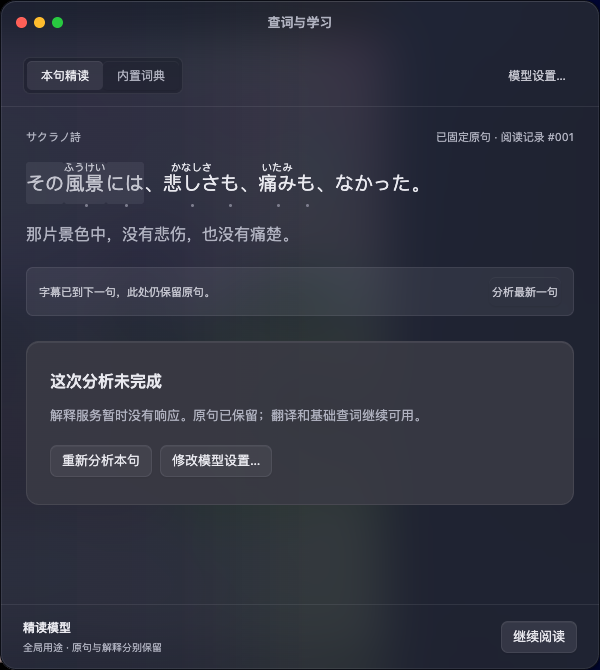 查词与学习
本句精读 内置词典 模型设置...
サクラノ詩 已固定原句 · 阅读记录 #001
ふうけい かなしさ いたみ
その風景には、悲しさも、痛みも、なかった。
那片景色中，没有悲伤，也没有痛楚。
字幕已到下一句，此处仍保留原句。 分析最新一句
这次分析未完成
解释服务暂时没有响应。原句已保留；翻译和基础查词继续可用。
重新分析本句 修改模型设置...
精读模型
全局用途 · 原句与解释分别保留
继续阅读